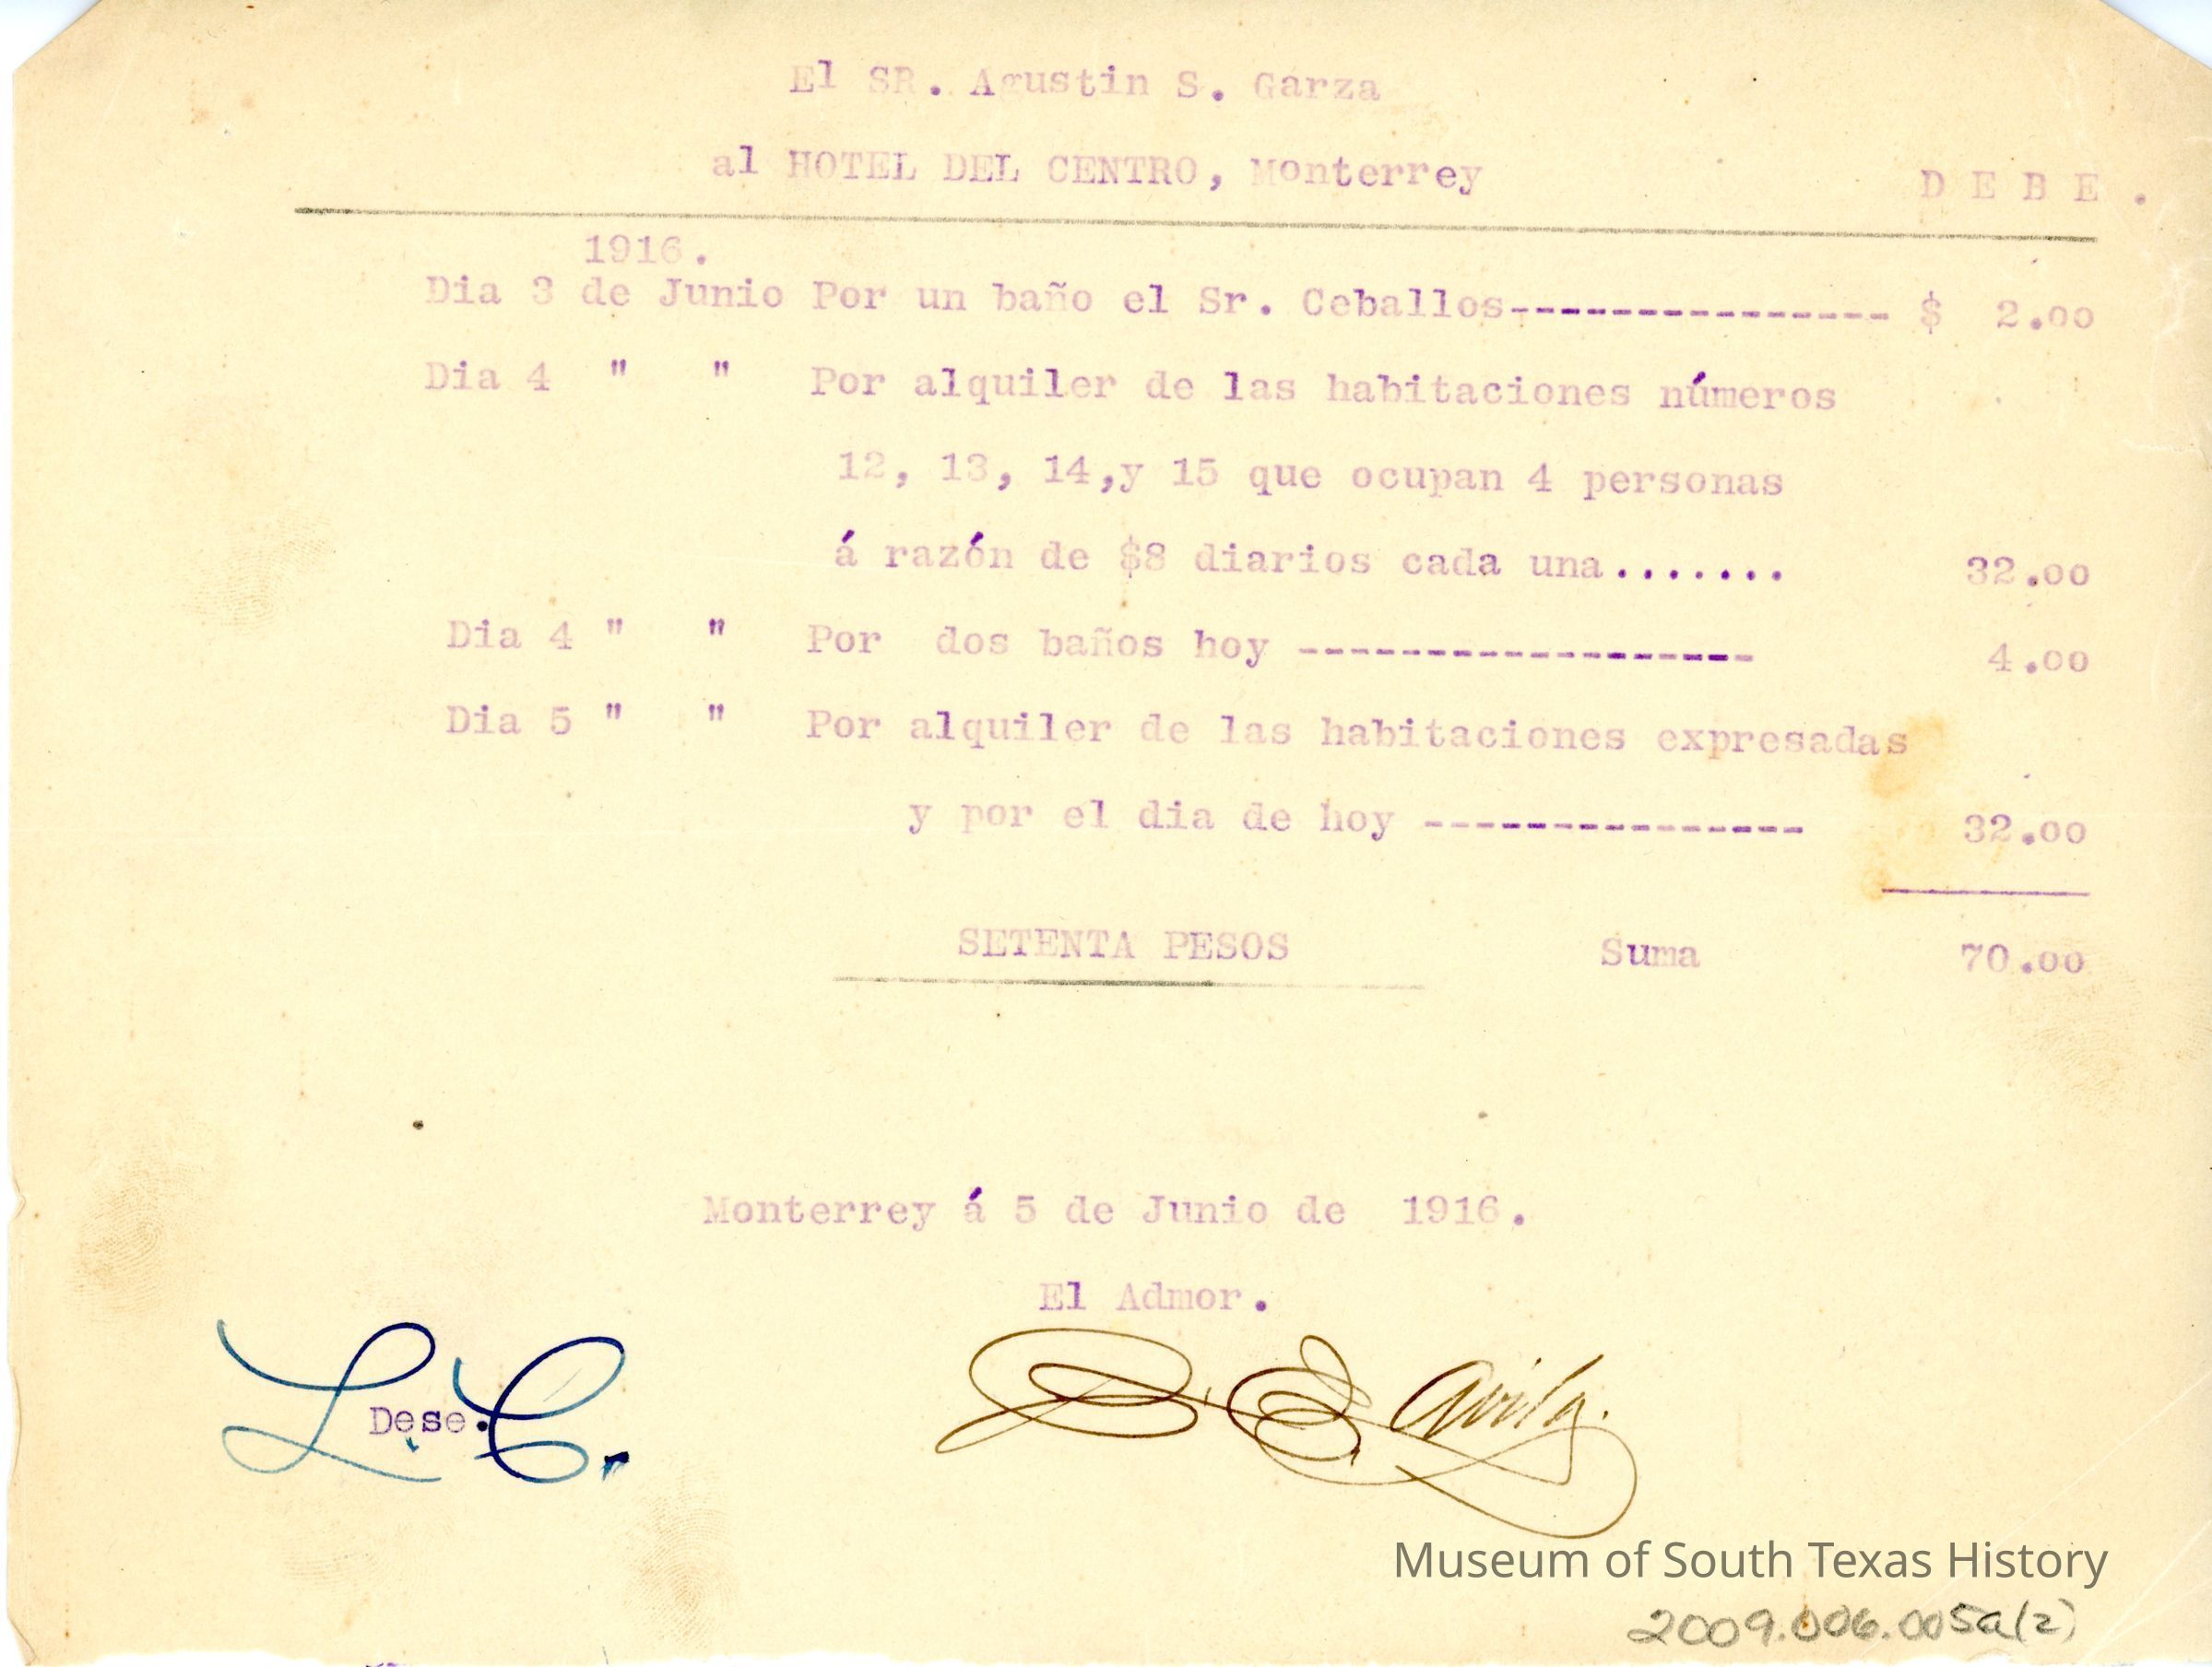 El SR. Agustin S. Garza
al HOTEL DEL CENTRO, Monterrey D E B E .
1916.
Dia 3 de Junio Por un baño el Sr. Ceballos----------------- $ 2.00
Dia 4 " " Por alquiler de las habitaciones números
12, 13, 14,y 15 que ocupan 4 personas
á razón de $8 diarios cada una....... 32.00
Dia 4 " " Por dos baños hoy ------------------ 4.00
Dia 5 " " Por alquiler de las habitaciones expresadas
y por el dia de hoy --------------- 32.00
SETENTA PESOS Suma 70.00
Monterrey á 5 de Junio de 1916.
El Admor.
Dese.
L. C.
E. Avila.
Museum of South Texas History
2009.006.005a(2)